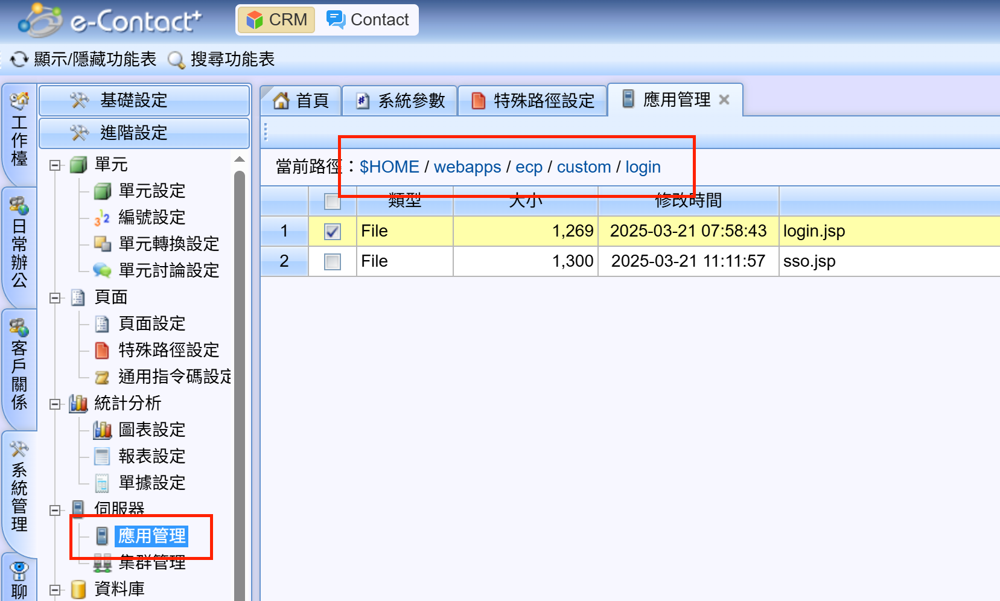 e-Contact+
CRM Contact
顯示/隱藏功能表 搜尋功能表
工作檯
日常辦公
客戶關係
系統管理
聊
基礎設定
進階設定
單元
單元設定
編號設定
單元轉換設定
單元討論設定
頁面
頁面設定
特殊路徑設定
通用指令碼設定
統計分析
圖表設定
報表設定
單據設定
伺服器
應用管理
集群管理
資料庫
首頁 系統參數 特殊路徑設定 應用管理
當前路徑：$HOME / webapps / ecp / custom / login
類型 大小 修改時間
1 File 1,269 2025-03-21 07:58:43 login.jsp
2 File 1,300 2025-03-21 11:11:57 sso.jsp